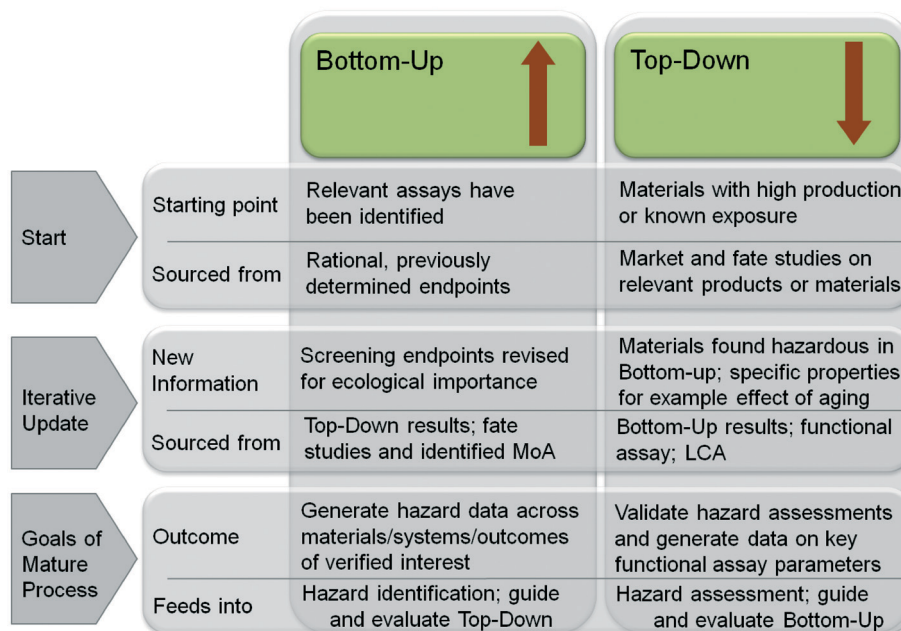 Bottom-Up
Top-Down
Start
Starting point
Relevant assays have
been identified
Materials with high production
or known exposure
Sourced from
Rational, previously
determined endpoints
Market and fate studies on
relevant products or materials
Iterative
Update
New
Information
Screening endpoints revised
for ecological importance
Materials found hazardous in
Bottom-up; specific properties
for example effect of aging
Sourced from
Top-Down results; fate
studies and identified MoA
Bottom-Up results; functional
assay; LCA
Goals of
Mature
Process
Outcome
Generate hazard data across
materials/systems/outcomes
of verified interest
Validate hazard assessments
and generate data on key
functional assay parameters
Feeds into
Hazard identification; guide
and evaluate Top-Down
Hazard assessment; guide
and evaluate Bottom-Up